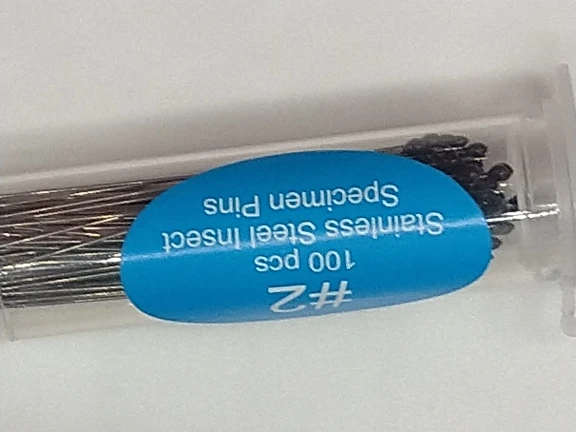 #2
100 pcs
Stainless Steel Insect
Specimen Pins